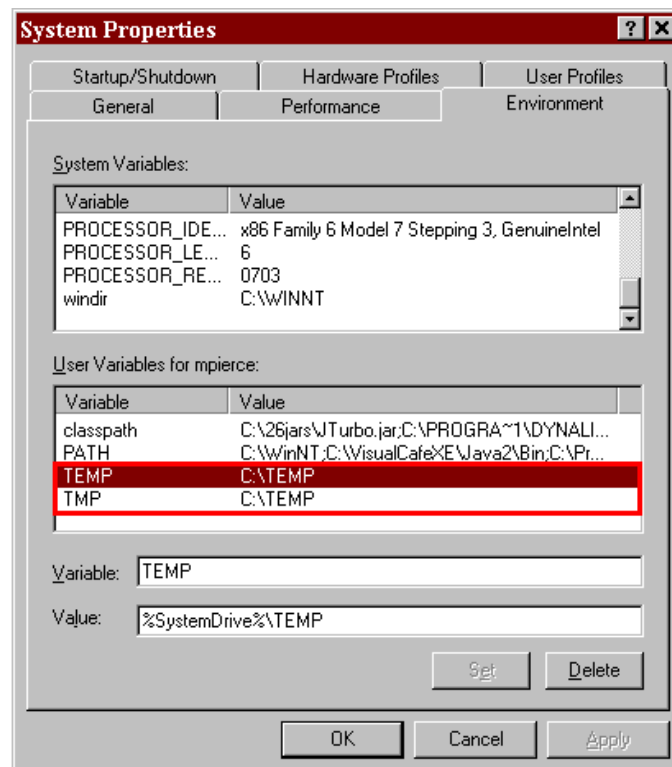 System Properties
Startup/Shutdown Hardware Profiles User Profiles
General Performance Environment
System Variables:
Variable Value
PROCESSOR_IDE... x86 Family 6 Model 7 Stepping 3, GenuineIntel
PROCESSOR_LE... 6
PROCESSOR_RE... 0703
windir C:\WINNT
User Variables for mpierce:
Variable Value
classpath C:\26jars\JTurbo.jar;C:\PROGRA~1\DYNALI...
PATH C:\WinNT;C:\VisualCafeXE\Java2\Bin;C:\Pr...
TEMP C:\TEMP
TMP C:\TEMP
Variable: TEMP
Value: %SystemDrive%\TEMP
Set Delete
OK Cancel Apply